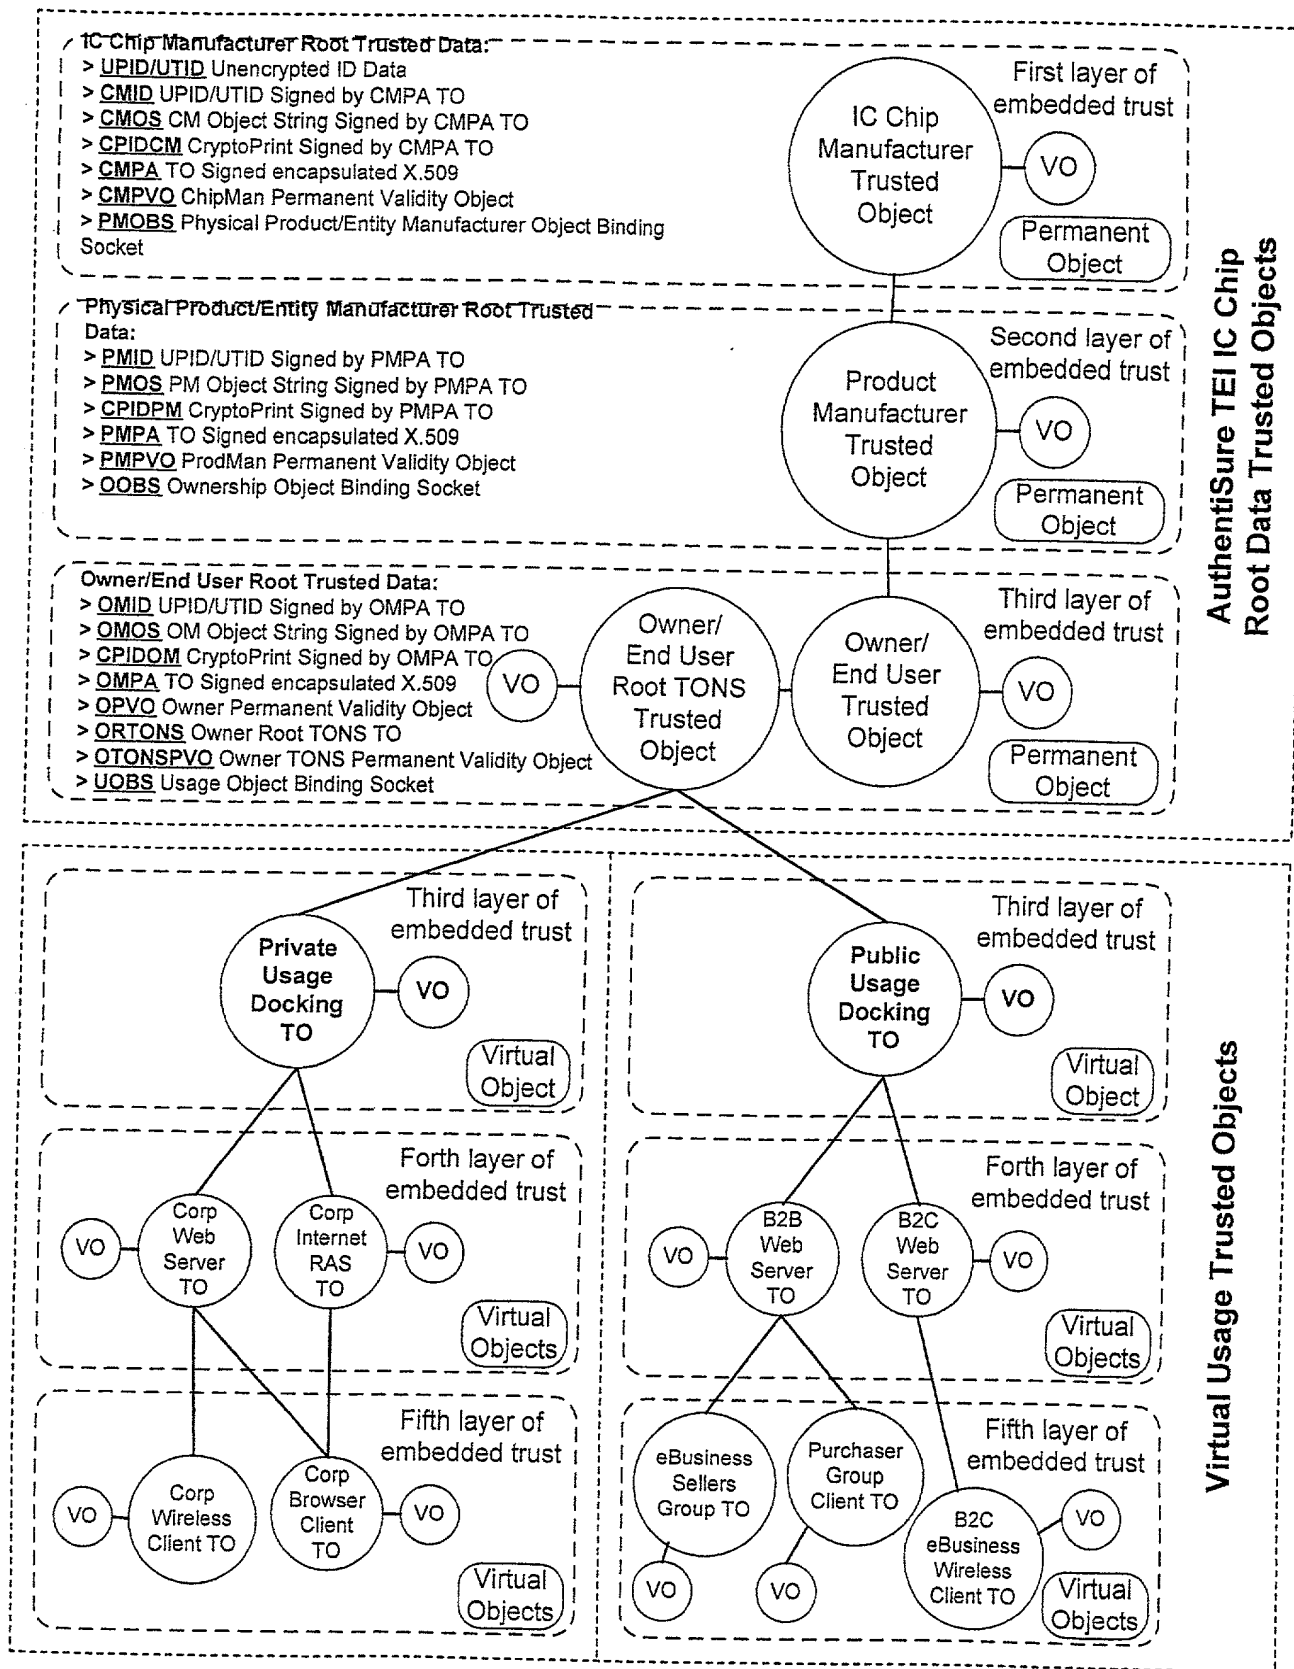 IC Chip Manufacturer Root Trusted Data:
> UPID/UTID Unencrypted ID Data
> CMID UPID/UTID Signed by CMPA TO
> CMOS CM Object String Signed by CMPA TO
> CPIDCM CryptoPrint Signed by CMPA TO
> CMPA TO Signed encapsulated X.509
> CMPVO ChipMan Permanent Validity Object
> PMOBS Physical Product/Entity Manufacturer Object Binding
Socket
IC Chip
Manufacturer
Trusted
Object
VO
First layer of
embedded trust
Permanent
Object
Physical Product/Entity Manufacturer Root Trusted
Data:
> PMID UPID/UTID Signed by PMPA TO
> PMOS PM Object String Signed by PMPA TO
> CPIDPM CryptoPrint Signed by PMPA TO
> PMPA TO Signed encapsulated X.509
> PMPVO ProdMan Permanent Validity Object
> OOBS Ownership Object Binding Socket
Product
Manufacturer
Trusted
Object
VO
Second layer of
embedded trust
Permanent
Object
Owner/End User Root Trusted Data:
> OMID UPID/UTID Signed by OMPA TO
> OMOS OM Object String Signed by OMPA TO
> CPIDOM CryptoPrint Signed by OMPA TO
> OMPA TO Signed encapsulated X.509
> OPVO Owner Permanent Validity Object
> ORTONS Owner Root TONS TO
> OTONSPVO Owner TONS Permanent Validity Object
> UOBS Usage Object Binding Socket
VO
Owner/
End User
Root TONS
Trusted
Object
Owner/
End User
Trusted
Object
VO
Third layer of
embedded trust
Permanent
Object
AuthentiSure TEI IC Chip
Root Data Trusted Objects
Third layer of
embedded trust
Private
Usage
Docking
TO
VO
Virtual
Object
Forth layer of
embedded trust
VO
Corp
Web
Server
TO
Corp
Internet
RAS
TO
VO
Virtual
Objects
Fifth layer of
embedded trust
VO
Corp
Wireless
Client TO
Corp
Browser
Client
TO
VO
Virtual
Objects
Third layer of
embedded trust
Public
Usage
Docking
TO
VO
Virtual
Object
Forth layer of
embedded trust
VO
B2B
Web
Server
TO
B2C
Web
Server
TO
VO
Virtual
Objects
Fifth layer of
embedded trust
eBusiness
Sellers
Group TO
VO
Purchaser
Group
Client TO
VO
B2C
eBusiness
Wireless
Client TO
VO
Virtual
Objects
Virtual Usage Trusted Objects